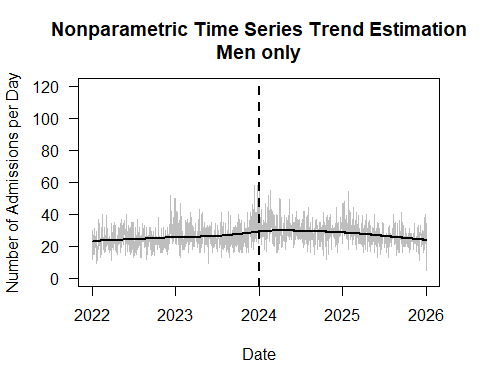 Nonparametric Time Series Trend Estimation
Men only
Number of Admissions per Day
120
100
80
60
40
20
0
2022 2023 2024 2025 2026
Date